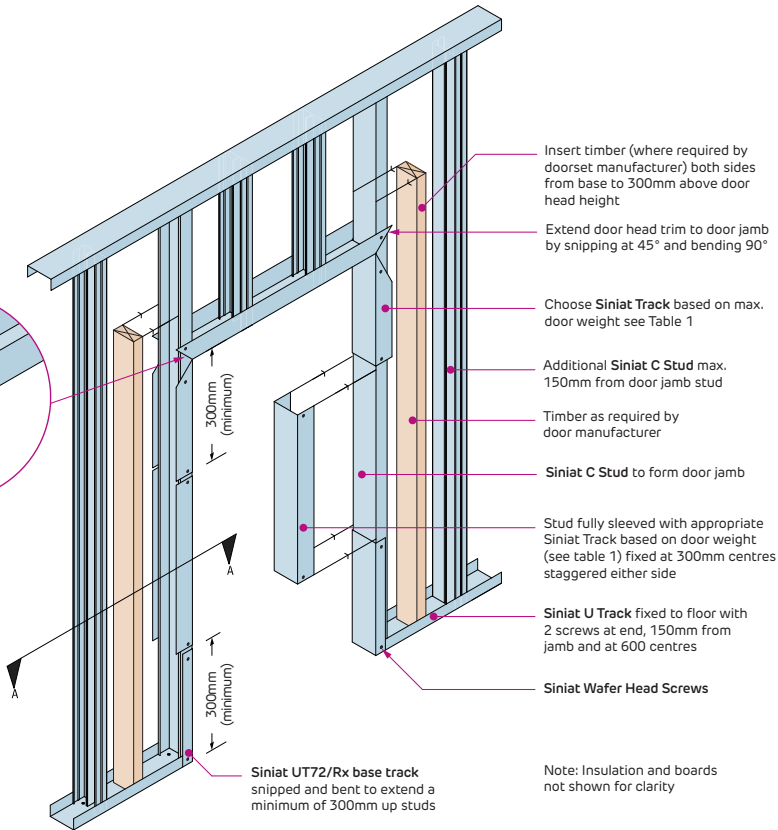 Insert timber (where required by
doorset manufacturer) both sides
from base to 300mm above door
head height
Extend door head trim to door jamb
by snipping at 45° and bending 90°
Choose Siniat Track based on max.
door weight see Table 1
Additional Siniat C Stud max.
150mm from door jamb stud
Timber as required by
door manufacturer
Siniat C Stud to form door jamb
Stud fully sleeved with appropriate
Siniat Track based on door weight
(see table 1) fixed at 300mm centres
staggered either side
Siniat U Track fixed to floor with
2 screws at end, 150mm from
jamb and at 600 centres
Siniat Wafer Head Screws
Note: Insulation and boards
not shown for clarity
300mm
(minimum)
300mm
(minimum)
A
A
Siniat UT72/Rx base track
snipped and bent to extend a
minimum of 300mm up studs